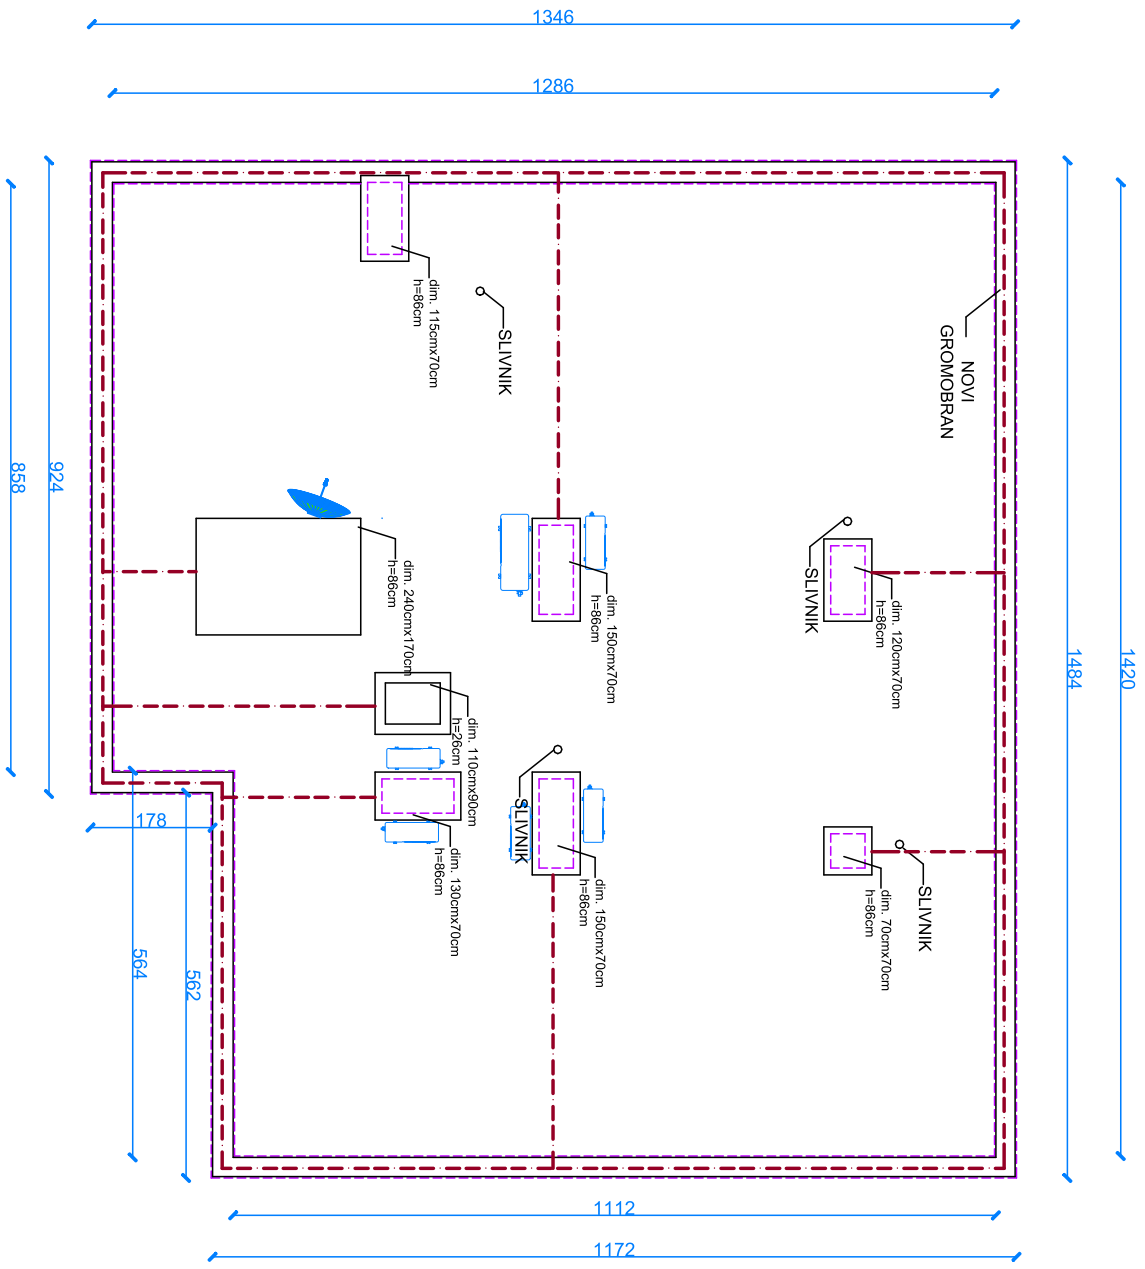 1346
1286
dim. 115cmx70cm
h=86cm
SLIVNIK
NOVI
GROMOBRAN
858
924
dim. 240cmx170cm
h=86cm
dim. 150cmx70cm
h=86cm
SLIVNIK
dim. 120cmx70cm
h=86cm
1484
1420
dim. 110cmx90cm
h=26cm
SLIVNIK
178
dim. 130cmx70cm
h=86cm
dim. 150cmx70cm
h=86cm
dim. 70cmx70cm
h=86cm
SLIVNIK
564
562
1112
1172